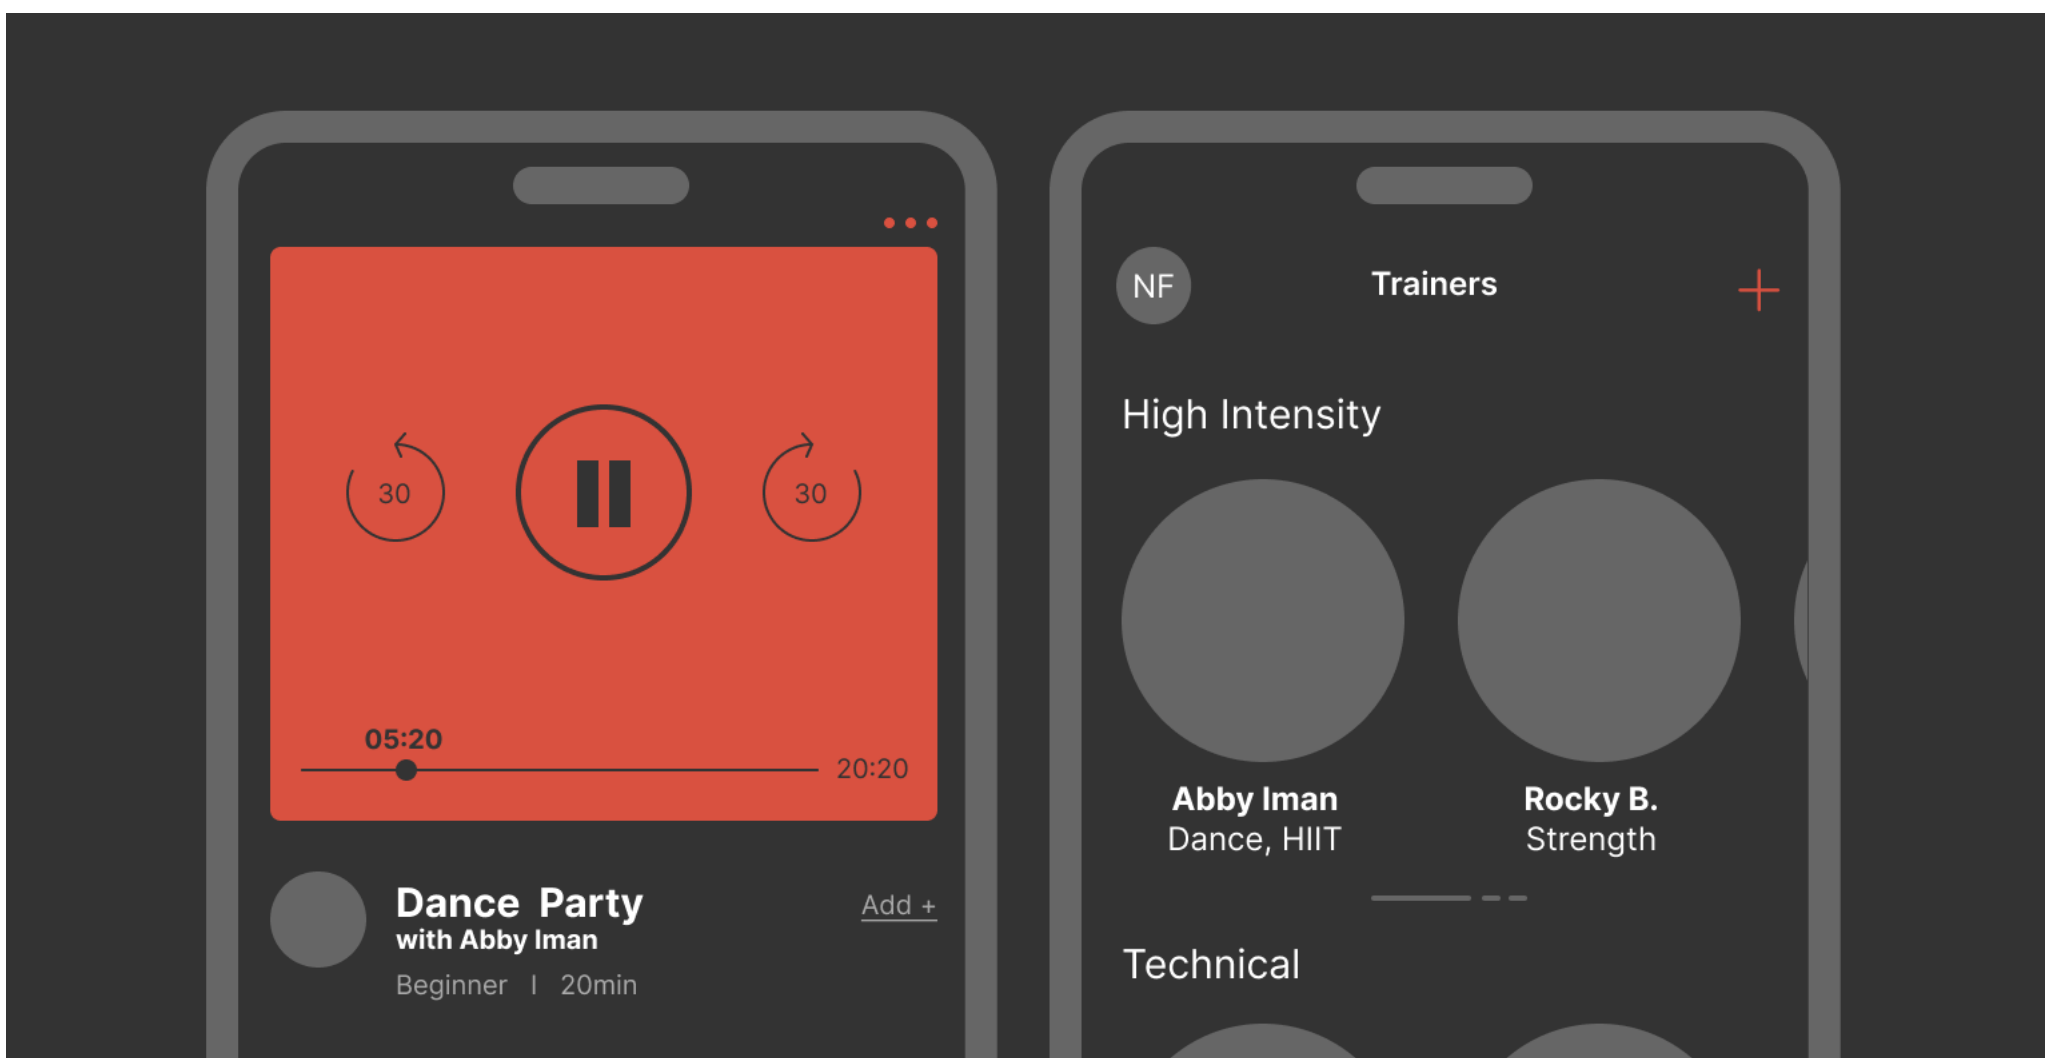 30
30
05:20
20:20
Dance Party
Add +
with Abby Iman
Beginner | 20min
NF
Trainers
High Intensity
Abby Iman
Rocky B.
Dance, HIIT
Strength
Technical